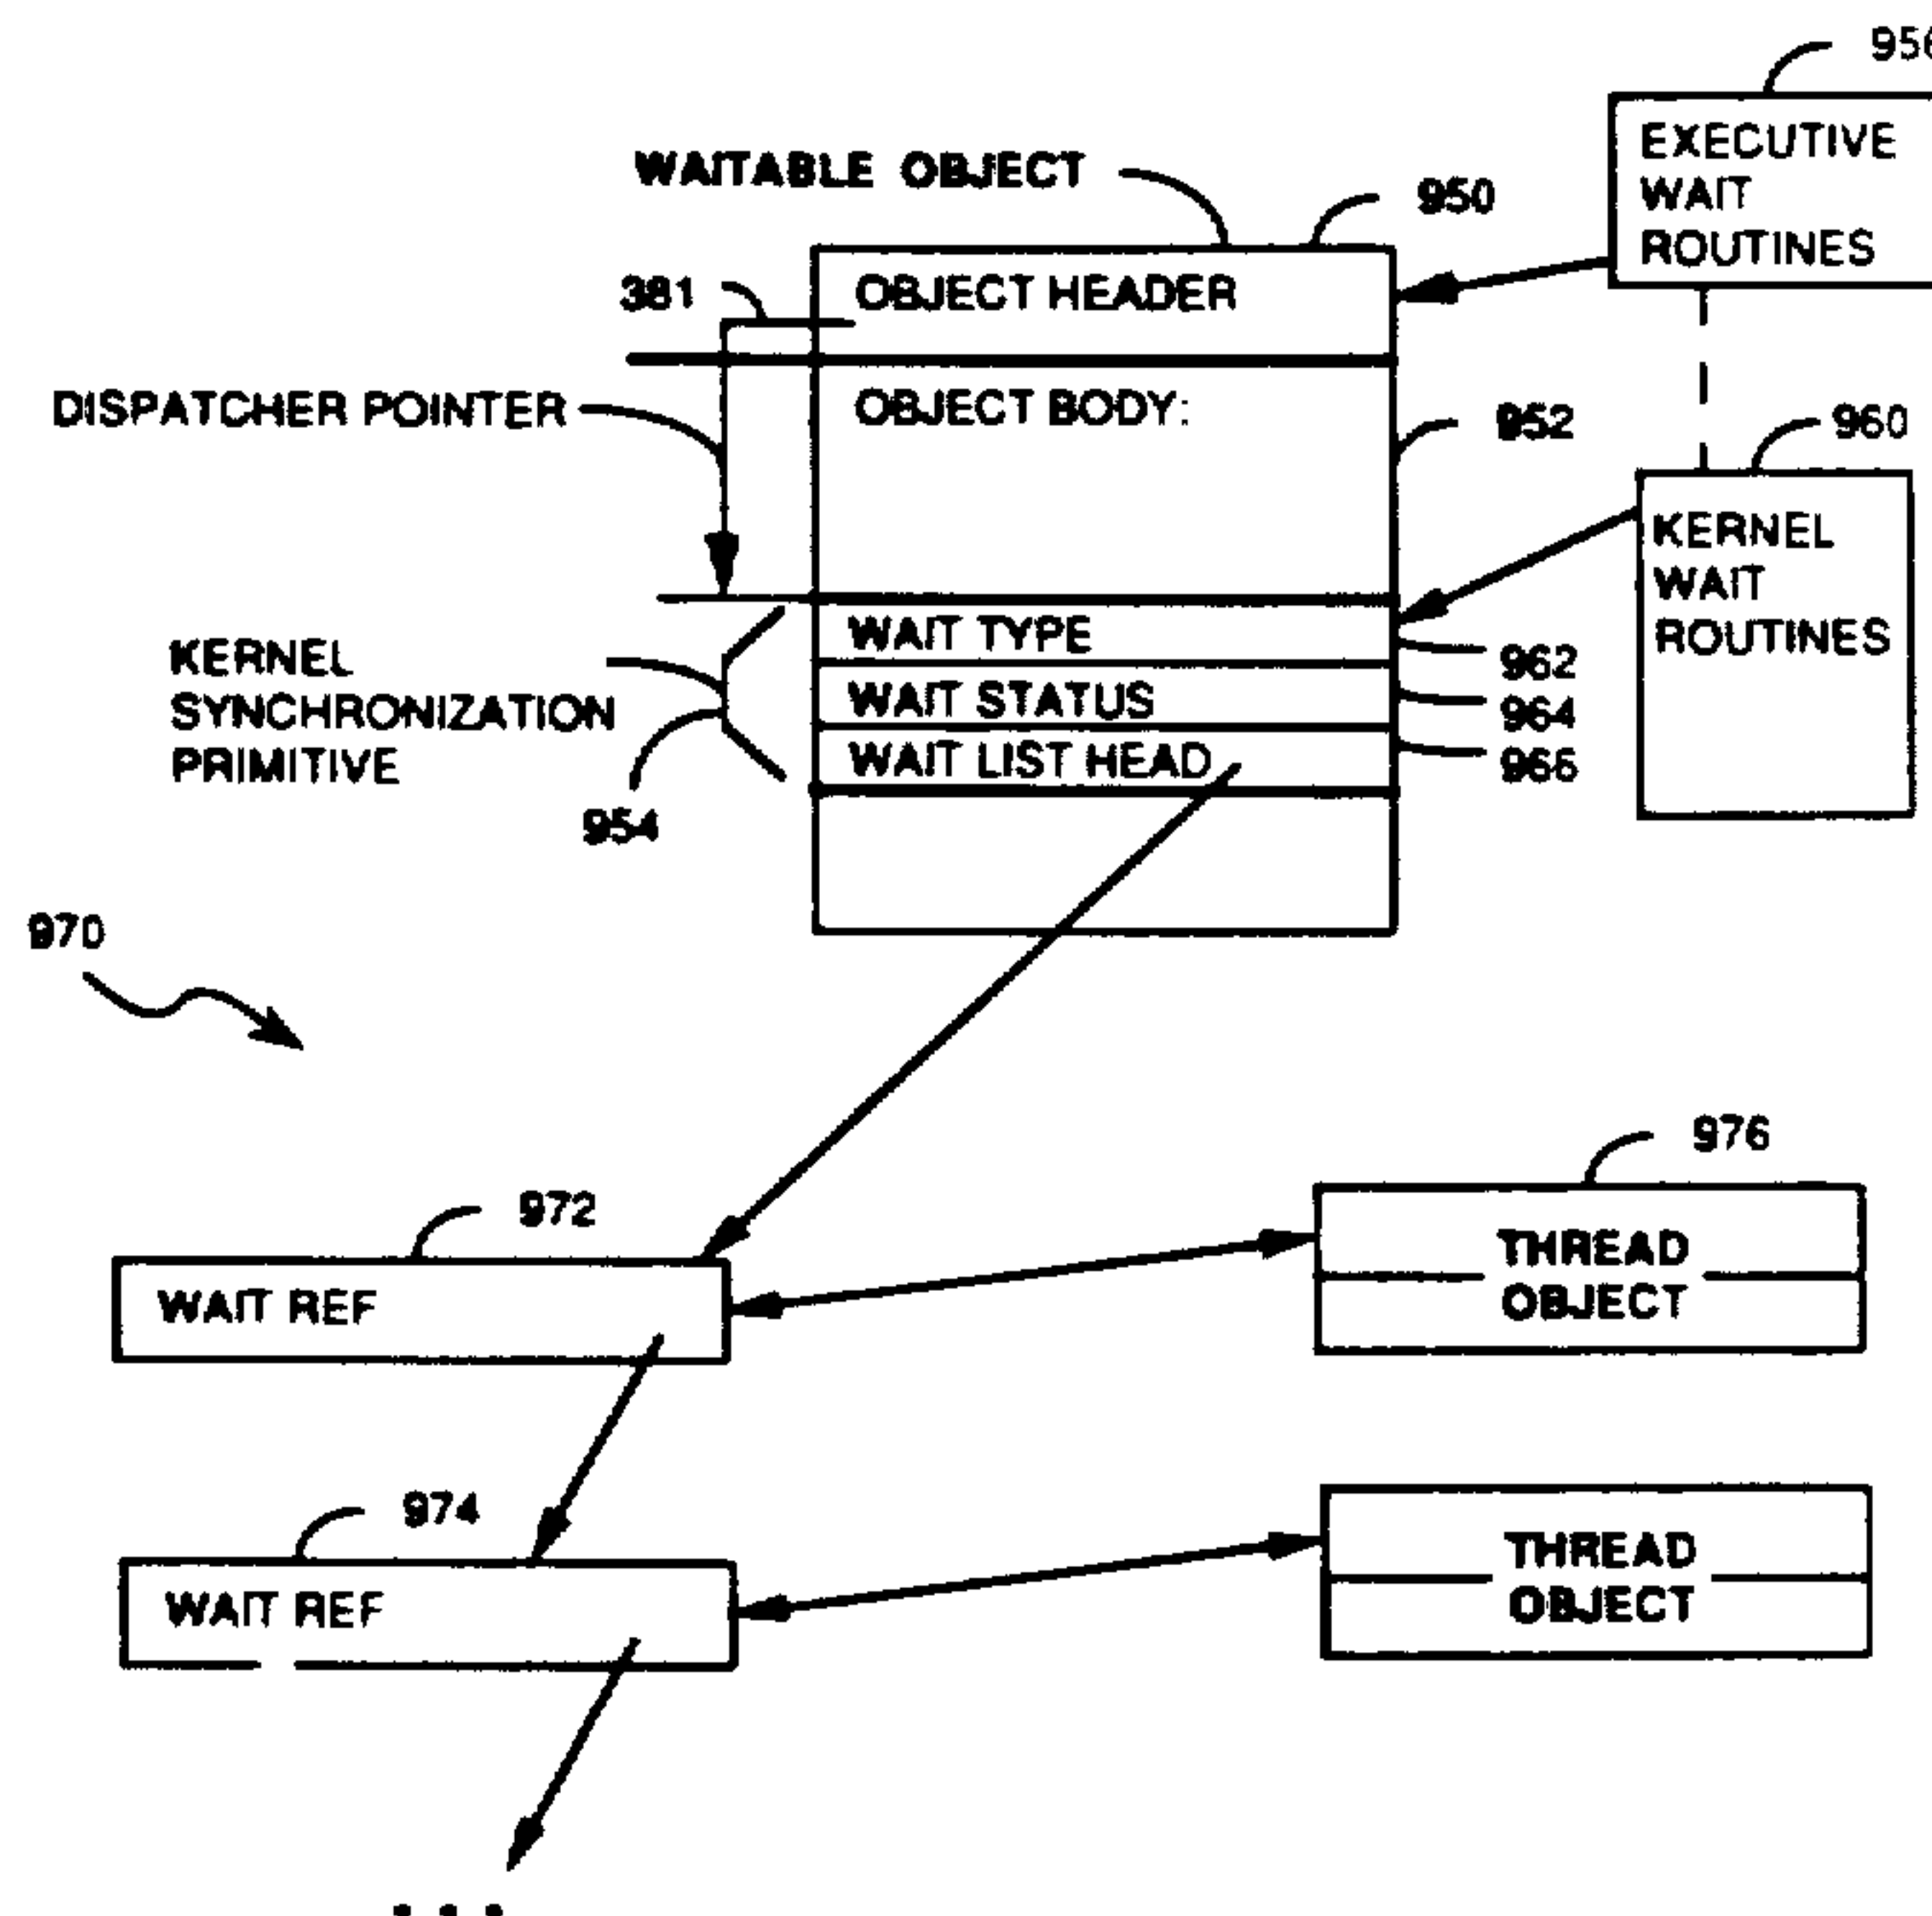 956
EXECUTIVE
WAIT
ROUTINES
WAITABLE OBJECT
950
381
OBJECT HEADER
DISPATCHER POINTER
OBJECT BODY:
952
960
KERNEL
WAIT
ROUTINES
KERNEL
SYNCHRONIZATION
PRIMITIVE
954
WAIT TYPE
962
WAIT STATUS
964
WAIT LIST HEAD
966
970
976
972
THREAD
OBJECT
WAIT REF
974
THREAD
OBJECT
WAIT REF